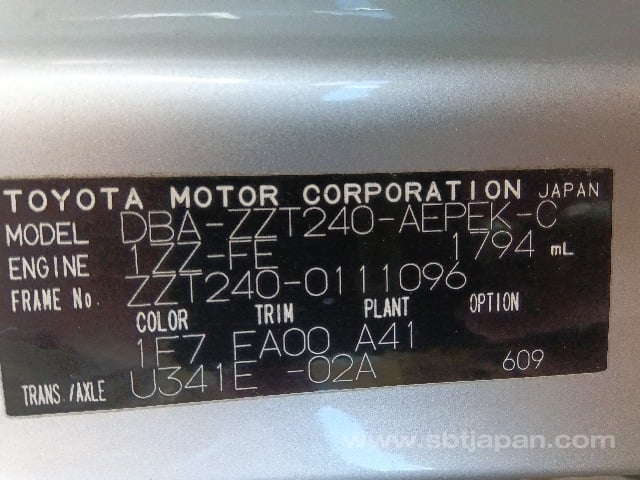 TOYOTA MOTOR CORPORATION JAPAN
MODEL DBA-ZZT240-AEPEK-C
ENGINE 1ZZ-FE 1794 mL
FRAME No. ZZT240-0111096
COLOR TRIM PLANT OPTION
1E7 EA00 A41
TRANS./AXLE U341E -02A 609
www.sbtjapan.com